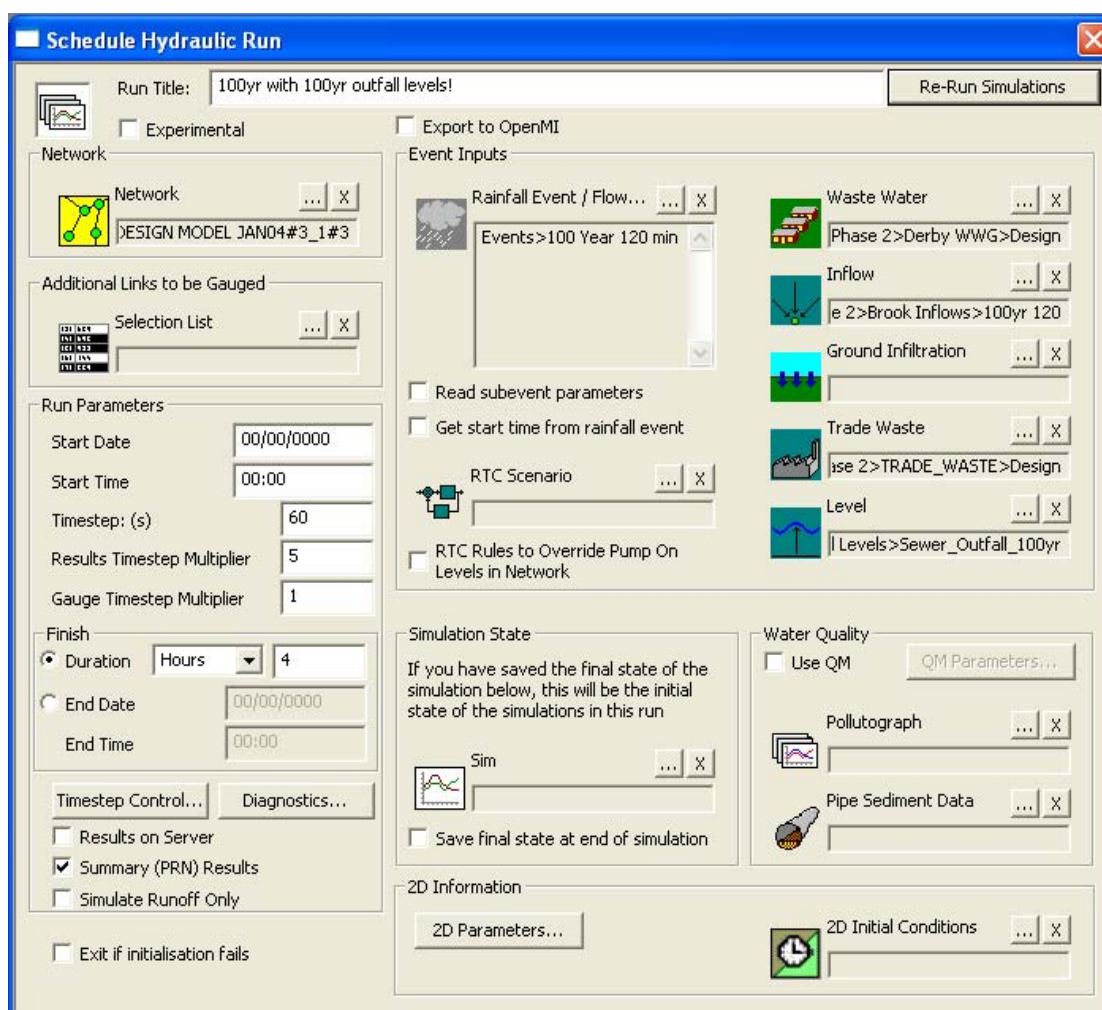 Schedule Hydraulic Run
Run Title: 100yr with 100yr outfall levels!
Re-Run Simulations
Experimental
Export to OpenMI
Network
Network
... X
DESIGN MODEL JAN04#3_1#3
Additional Links to be Gauged
Selection List
... X
Run Parameters
Start Date 00/00/0000
Start Time 00:00
Timestep: (s) 60
Results Timestep Multiplier 5
Gauge Timestep Multiplier 1
Finish
Duration Hours 4
End Date 00/00/0000
End Time 00:00
Timestep Control... Diagnostics...
Results on Server
Summary (PRN) Results
Simulate Runoff Only
Exit if initialisation fails
Event Inputs
Rainfall Event / Flow... ... X
Events>100 Year 120 min
Read subevent parameters
Get start time from rainfall event
RTC Scenario ... X
RTC Rules to Override Pump On
Levels in Network
Waste Water ... X
Phase 2>Derby WWG>Design
Inflow ... X
e 2>Brook Inflows>100yr 120
Ground Infiltration ... X
Trade Waste ... X
ase 2>TRADE_WASTE>Design
Level ... X
l Levels>Sewer_Outfall_100yr
Simulation State
If you have saved the final state of the
simulation below, this will be the initial
state of the simulations in this run
Sim ... X
Save final state at end of simulation
Water Quality
Use QM QM Parameters...
Pollutograph ... X
Pipe Sediment Data ... X
2D Information
2D Parameters...
2D Initial Conditions ... X